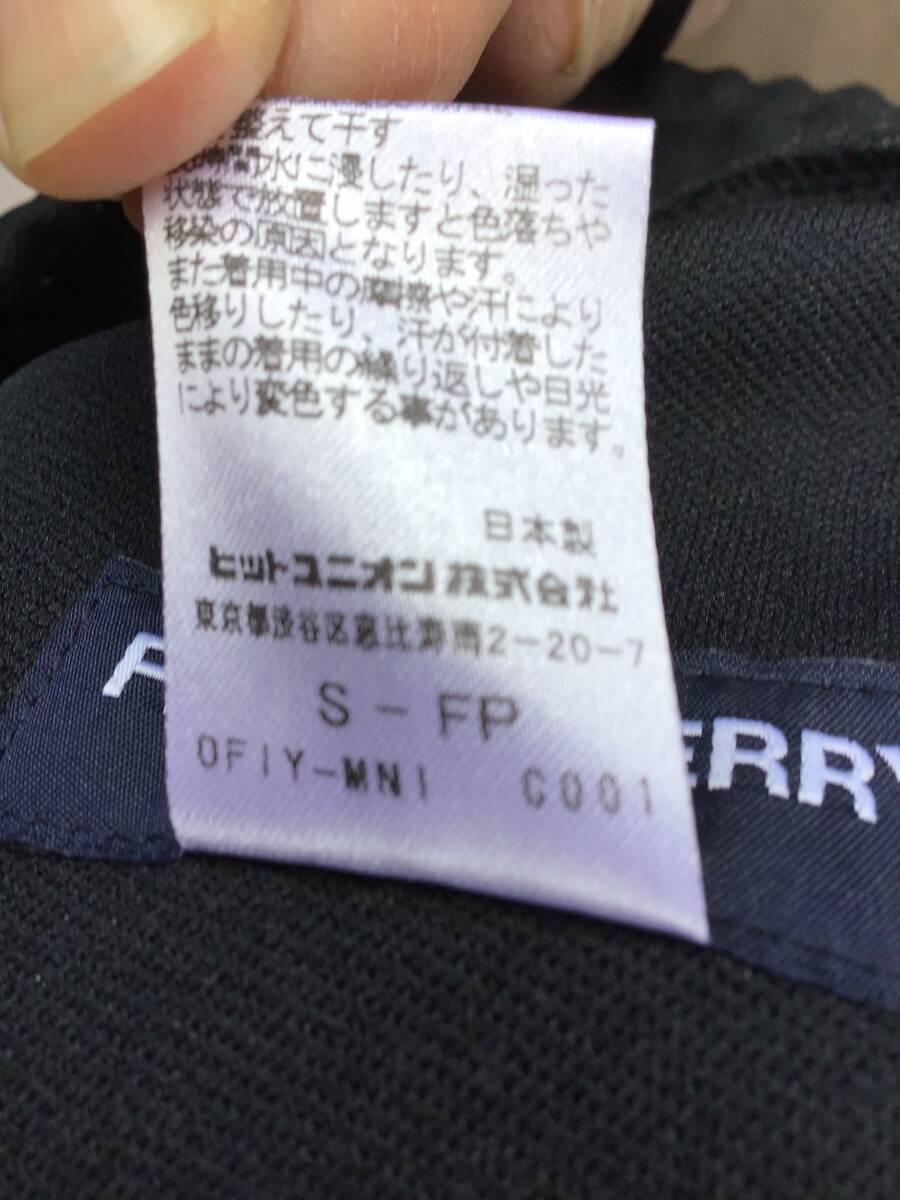 整えて干す
長時間水に浸したり、湿った
状態で放置しますと色落ちや
移染の原因となります。
また着用中の摩擦や汗により
色移りしたり、汗が付着した
ままの着用の繰り返しや日光
により変色する事があります。
日本製
ヒットユニオン株式会社
東京都渋谷区恵比寿南2-20-7
S-FP
OFIY-MNI C001
ERRY